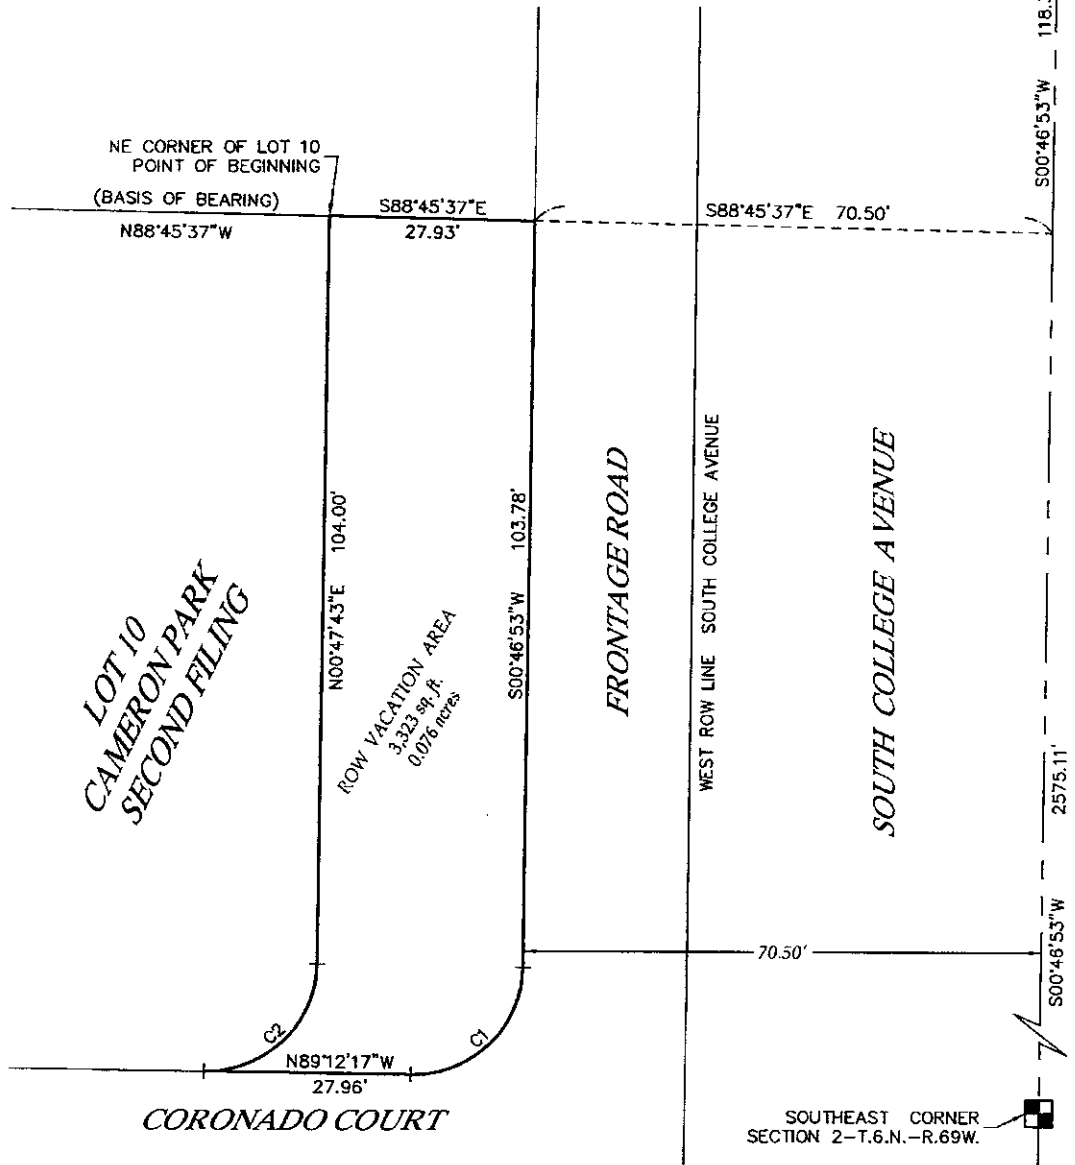 118.
S00°46'53"W
NE CORNER OF LOT 10
POINT OF BEGINNING
(BASIS OF BEARING)
N88°45'37"W
S88°45'37"E
27.93'
S88°45'37"E 70.50'
N00°47'43"E 104.00'
S00°46'53"W 103.78'
LOT 10
CAMERON PARK
SECOND FILING
ROW VACATION AREA
3,323 sq. ft.
0.076 acres
FRONTAGE ROAD
WEST ROW LINE SOUTH COLLEGE AVENUE
SOUTH COLLEGE AVENUE
2575.11'
S00°46'53"W
70.50'
C2
C1
N89°12'17"W
27.96'
CORONADO COURT
SOUTHEAST CORNER
SECTION 2-T.6.N.-R.69W.